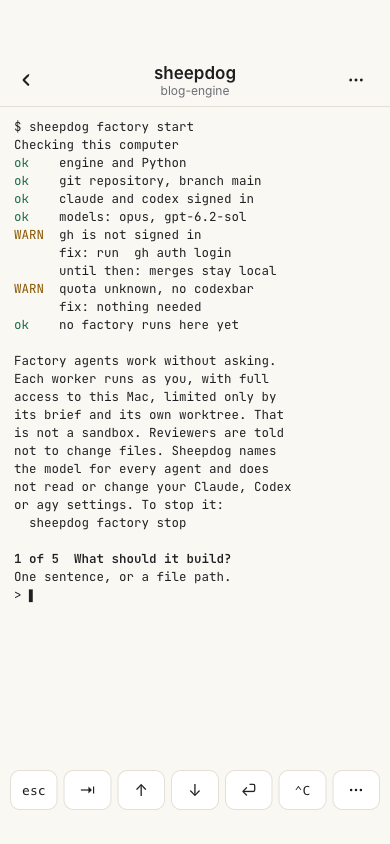 sheepdog
blog-engine
$ sheepdog factory start
Checking this computer
ok    engine and Python
ok    git repository, branch main
ok    claude and codex signed in
ok    models: opus, gpt-6.2-sol
WARN  gh is not signed in
      fix: run  gh auth login
      until then: merges stay local
WARN  quota unknown, no codexbar
      fix: nothing needed
ok    no factory runs here yet
Factory agents work without asking.
Each worker runs as you, with full
access to this Mac, limited only by
its brief and its own worktree. That
is not a sandbox. Reviewers are told
not to change files. Sheepdog names
the model for every agent and does
not read or change your Claude, Codex
or agy settings. To stop it:
  sheepdog factory stop
1 of 5  What should it build?
One sentence, or a file path.
>
esc ⇥ ↑ ↓ ↵ ^C ···